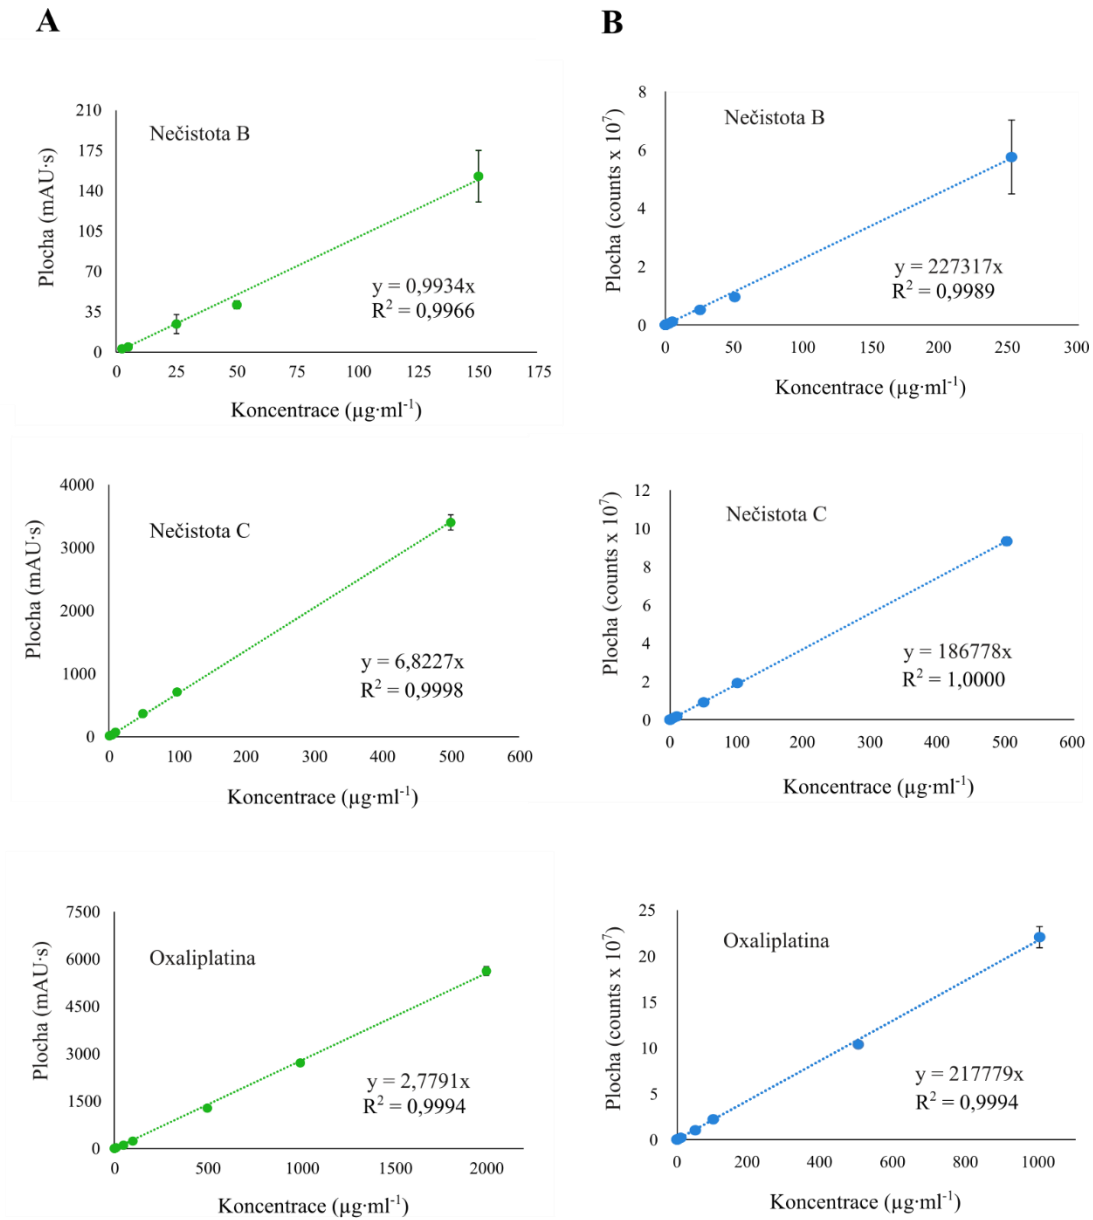 A
B
Plocha (mAU·s)
210
175
140
105
70
35
0
Nečistota B
y = 0,9934x
R² = 0,9966
0 25 50 75 100 125 150 175
Koncentrace (µg·ml⁻¹)
Plocha (counts x 10⁷)
8
6
4
2
0
Nečistota B
y = 227317x
R² = 0,9989
0 50 100 150 200 250 300
Koncentrace (µg·ml⁻¹)
Plocha (mAU·s)
4000
3000
2000
1000
0
Nečistota C
y = 6,8227x
R² = 0,9998
0 100 200 300 400 500 600
Koncentrace (µg·ml⁻¹)
Plocha (counts x 10⁷)
12
10
8
6
4
2
0
Nečistota C
y = 186778x
R² = 1,0000
0 100 200 300 400 500 600
Koncentrace (µg·ml⁻¹)
Plocha (mAU·s)
7500
6000
4500
3000
1500
0
Oxaliplatina
y = 2,7791x
R² = 0,9994
0 500 1000 1500 2000
Koncentrace (µg·ml⁻¹)
Plocha (counts x 10⁷)
25
20
15
10
5
0
Oxaliplatina
y = 217779x
R² = 0,9994
0 200 400 600 800 1000
Koncentrace (µg·ml⁻¹)